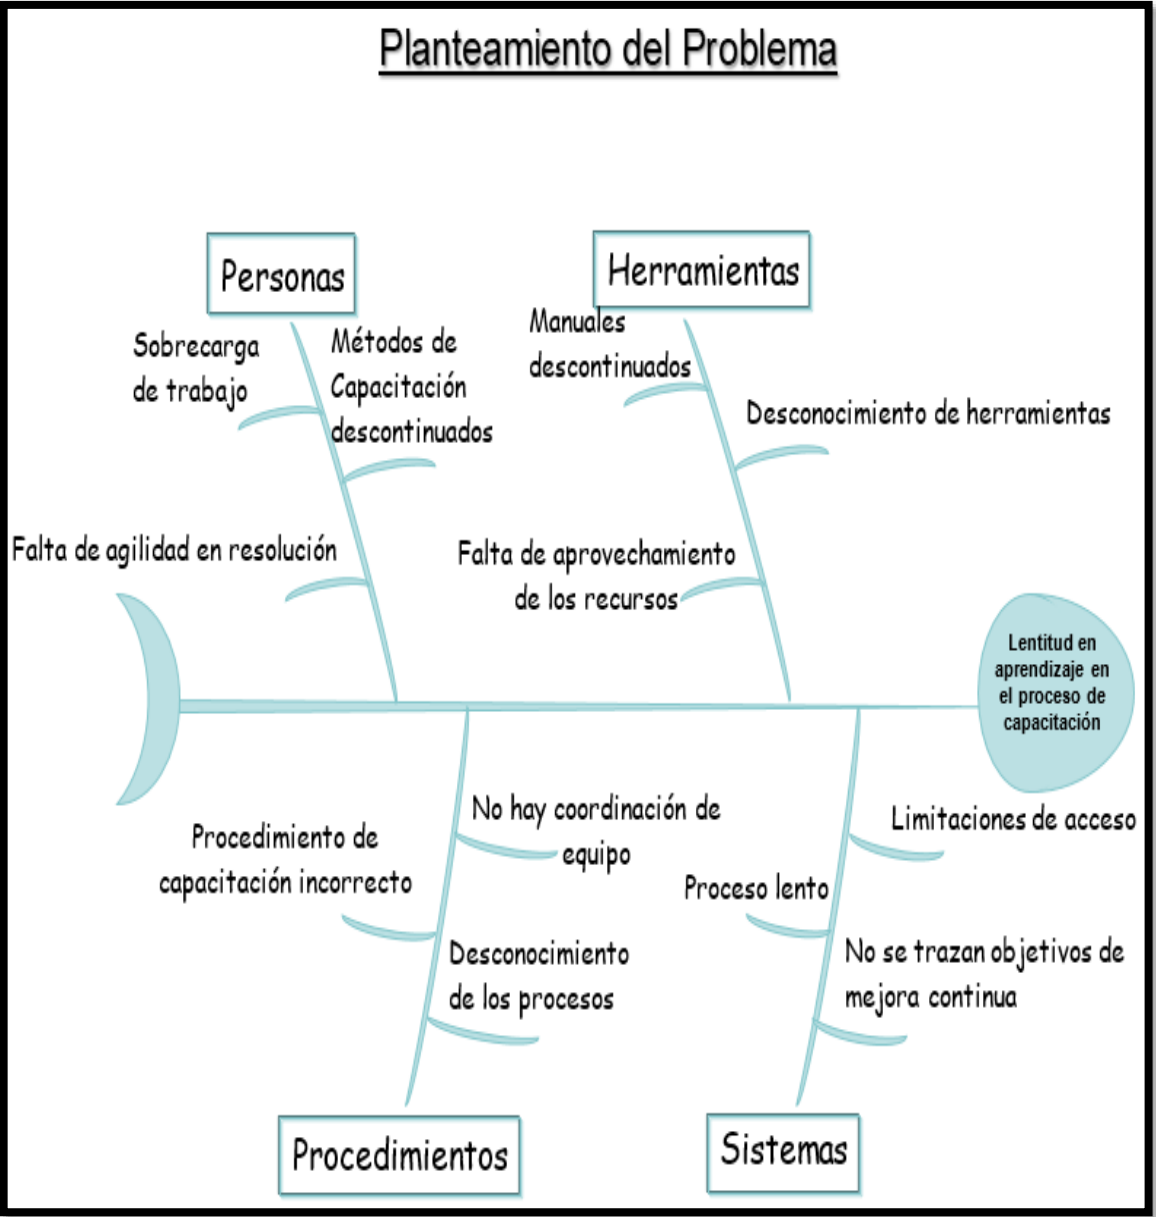 Planteamiento del Problema
Personas
Herramientas
Sobrecarga
de trabajo
Métodos de
Capacitación
descontinuados
Manuales
descontinuados
Desconocimiento de herramientas
Falta de agilidad en resolución
Falta de aprovechamiento
de los recursos
Lentitud en
aprendizaje en
el proceso de
capacitación
Procedimiento de
capacitación incorrecto
No hay coordinación de
equipo
Desconocimiento
de los procesos
Limitaciones de acceso
Proceso lento
No se trazan objetivos de
mejora continua
Procedimientos
Sistemas